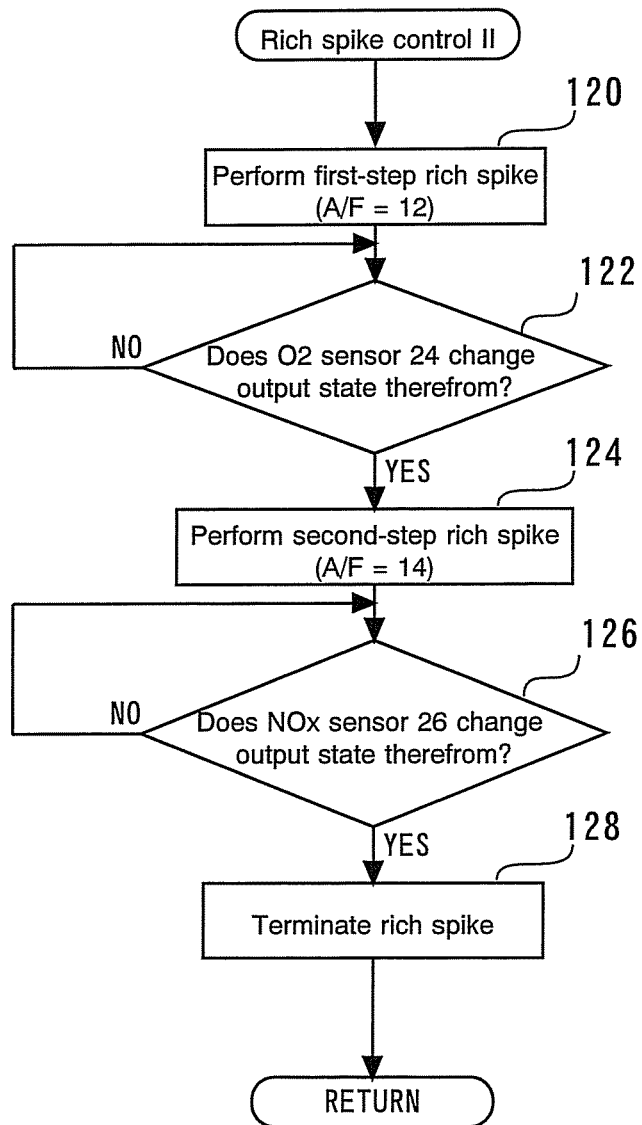 Rich spike control II
120
Perform first-step rich spike
(A/F = 12)
122
NO
Does O2 sensor 24 change
output state therefrom?
YES
124
Perform second-step rich spike
(A/F = 14)
126
NO
Does NOx sensor 26 change
output state therefrom?
YES
128
Terminate rich spike
RETURN